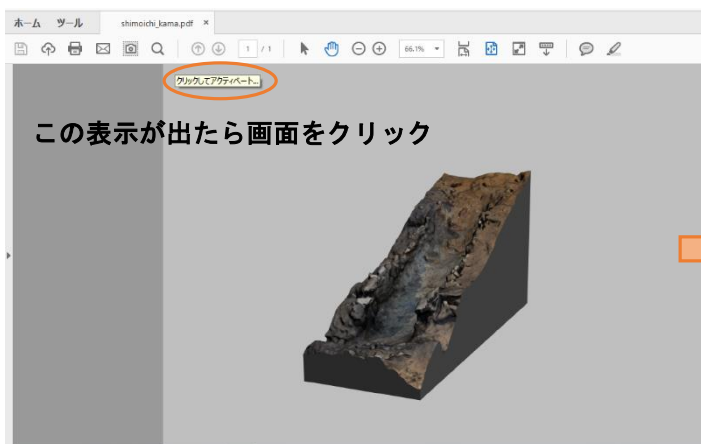 ホーム ツール shimoichi_kama.pdf ×
1 / 1 66.1%
クリックしてアクティベート...
この表示が出たら画面をクリック